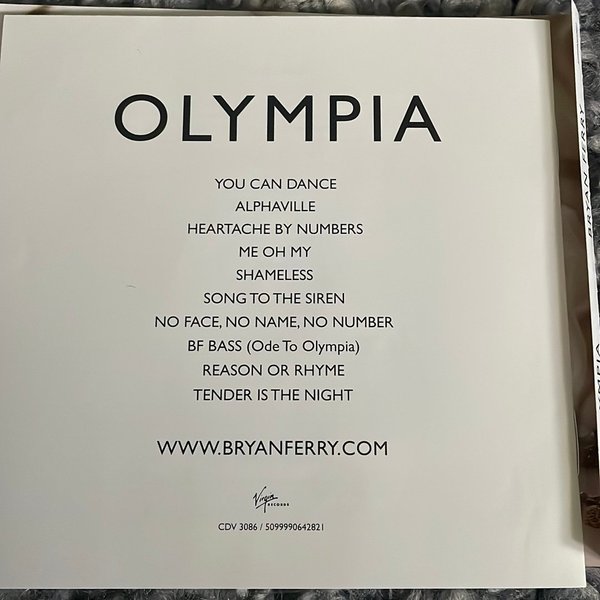 OLYMPIA
YOU CAN DANCE
ALPHAVILLE
HEARTACHE BY NUMBERS
ME OH MY
SHAMELESS
SONG TO THE SIREN
NO FACE, NO NAME, NO NUMBER
BF BASS (Ode To Olympia)
REASON OR RHYME
TENDER IS THE NIGHT
WWW.BRYANFERRY.COM
Virgin
RECORDS
CDV 3086 / 5099990642821
BRYAN FERRY